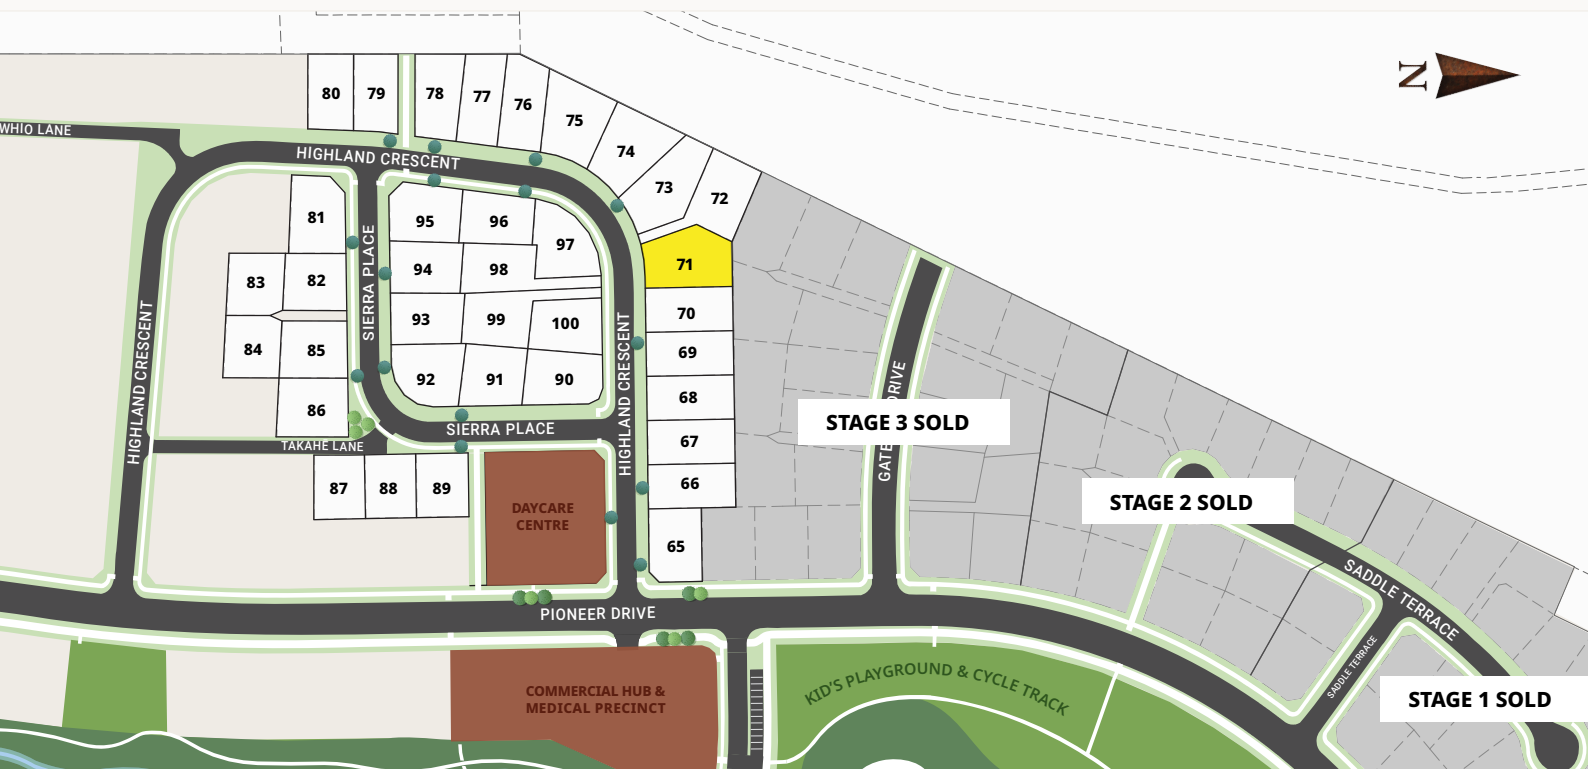 N
80
79
78
77
76
75
74
73
72
WHIO LANE
HIGHLAND CRESCENT
81
95
96
97
71
SIERRA PLACE
83
82
94
98
70
93
99
100
84
85
69
HIGHLAND CRESCENT
HIGHLAND CRESCENT
92
91
90
68
86
GATE
DRIVE
STAGE 3 SOLD
SIERRA PLACE
TAKAHE LANE
67
87
88
89
66
DAYCARE
CENTRE
65
STAGE 2 SOLD
SADDLE TERRACE
PIONEER DRIVE
SADDLE TERRACE
COMMERCIAL HUB &
MEDICAL PRECINCT
KID'S PLAYGROUND & CYCLE TRACK
STAGE 1 SOLD